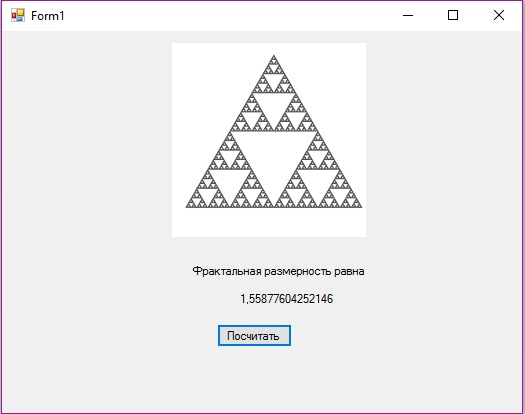 Form1
Фрактальная размерность равна
1,55877604252146
Посчитать